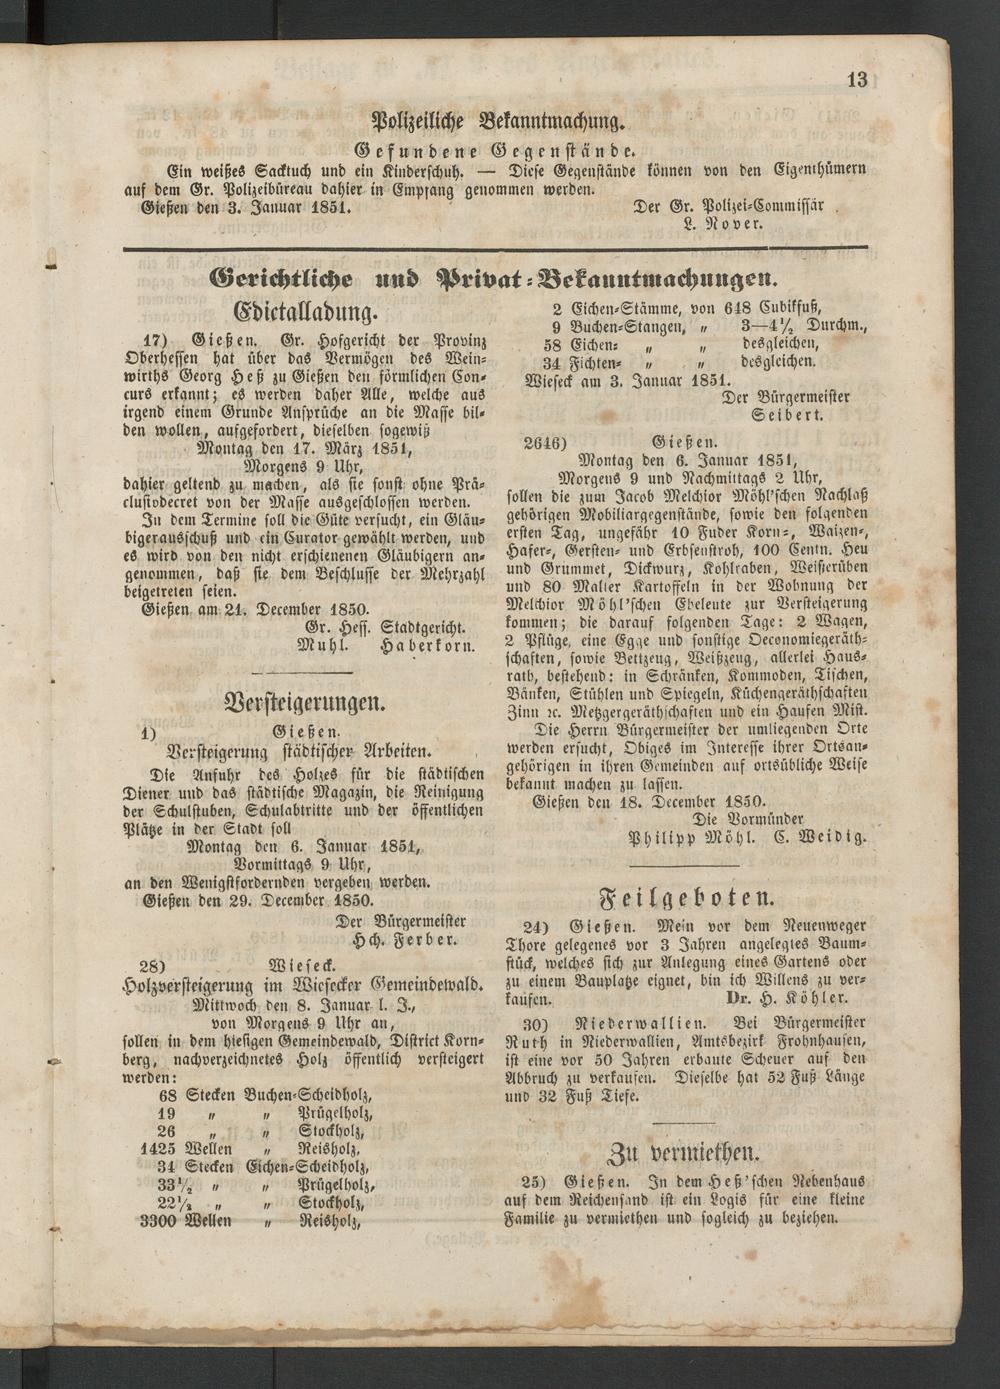 13
Polizeiliche Bekanntmachung.
Gefundene Gegenstände.
Ein weißes Sacktuch und ein Kinderschuh. — Diese Gegenstände können von den Eigenthümern
auf dem Gr. Polizeibüreau dahier in Empfang genommen werden.
Gießen den 3. Januar 1851.
Der Gr. Polizei-Commissär
L. Nover.
Gerichtliche und Privat-Bekanntmachungen.
Edictalladung.
17) Gießen. Gr. Hofgericht der Provinz
Oberhessen hat über das Vermögen des Wein-
wirths Georg Heß zu Gießen den förmlichen Con-
curs erkannt; es werden daher Alle, welche aus
irgend einem Grunde Ansprüche an die Masse bil-
den wollen, aufgefordert, dieselben sogewiß
Montag den 17. März 1851,
Morgens 9 Uhr,
dahier geltend zu machen, als sie sonst ohne Prä-
clusivdecret von der Masse ausgeschlossen werden.
In dem Termine soll die Güte versucht, ein Gläu-
bigerausschuß und ein Curator gewählt werden, und
es wird von den nicht erschienenen Gläubigern an-
genommen, daß sie dem Beschlusse der Mehrzahl
beigetreten seien.
Gießen am 21. December 1850.
Gr. Hess. Stadtgericht.
Muhl. Haberkorn.
Versteigerungen.
1) Gießen.
Versteigerung städtischer Arbeiten.
Die Anfuhr des Holzes für die städtischen
Diener und das städtische Magazin, die Reinigung
der Schulstuben, Schulabtritte und der öffentlichen
Plätze in der Stadt soll
Montag den 6. Januar 1851,
Vormittags 9 Uhr,
an den Wenigstfordernden vergeben werden.
Gießen den 29. December 1850.
Der Bürgermeister
Hch. Ferber.
28) Wieseck.
Holzversteigerung im Wiesecker Gemeindewald.
Mittwoch den 8. Januar l. J.,
von Morgens 9 Uhr an,
sollen in dem hiesigen Gemeindewald, District Korn-
berg, nachverzeichnetes Holz öffentlich versteigert
werden:
68 Stecken Buchen-Scheidholz,
19 " " Prügelholz,
26 " " Stockholz,
1425 Wellen " Reisholz,
31 Stecken Eichen-Scheidholz,
33½ " " Prügelholz,
22½ " " Stockholz,
3300 Wellen " Reisholz,
2 Eichen-Stämme, von 648 Cubikfuß,
9 Buchen-Stangen, " 3—4½ Durchm.,
58 Eichen- " " desgleichen,
34 Fichten- " " desgleichen.
Wieseck am 3. Januar 1851.
Der Bürgermeister
Seibert.
2646) Gießen.
Montag den 6. Januar 1851,
Morgens 9 und Nachmittags 2 Uhr,
sollen die zum Jacob Melchior Möhl'schen Nachlaß
gehörigen Mobiliargegenstände, sowie den folgenden
ersten Tag, ungefähr 10 Fuder Korn-, Waizen-,
Hafer-, Gersten- und Erbsenstroh, 100 Centn. Heu
und Grummet, Dickwurz, Kohlraben, Weißerüben
und 80 Malter Kartoffeln in der Wohnung der
Melchior Möhl'schen Eheleute zur Versteigerung
kommen; die darauf folgenden Tage: 2 Wagen,
2 Pflüge, eine Egge und sonstige Oeconomiegeräth-
schaften, sowie Bettzeug, Weißzeug, allerlei Haus-
rath, bestehend: in Schränken, Kommoden, Tischen,
Bänken, Stühlen und Spiegeln, Küchengeräthschaften
Zinn ꝛc. Metzgergeräthschaften und ein Haufen Mist.
Die Herrn Bürgermeister der umliegenden Orte
werden ersucht, Obiges im Interesse ihrer Ortsan-
gehörigen in ihren Gemeinden auf ortsübliche Weise
bekannt machen zu lassen.
Gießen den 18. December 1850.
Die Vormünder
Philipp Möhl. C. Weidig.
Feilgeboten.
24) Gießen. Mein vor dem Neuenweger
Thore gelegenes vor 3 Jahren angelegtes Baum-
stück, welches sich zur Anlegung eines Gartens oder
zu einem Bauplatze eignet, bin ich Willens zu ver-
kaufen. Dr. H. Köhler.
30) Niederwallien. Bei Bürgermeister
Ruth in Niederwallien, Amtsbezirk Frohnhausen,
ist eine vor 50 Jahren erbaute Scheuer auf den
Abbruch zu verkaufen. Dieselbe hat 52 Fuß Länge
und 32 Fuß Tiefe.
Zu vermiethen.
25) Gießen. In dem Heß'schen Nebenhaus
auf dem Reichensand ist ein Logis für eine kleine
Familie zu vermiethen und sogleich zu beziehen.